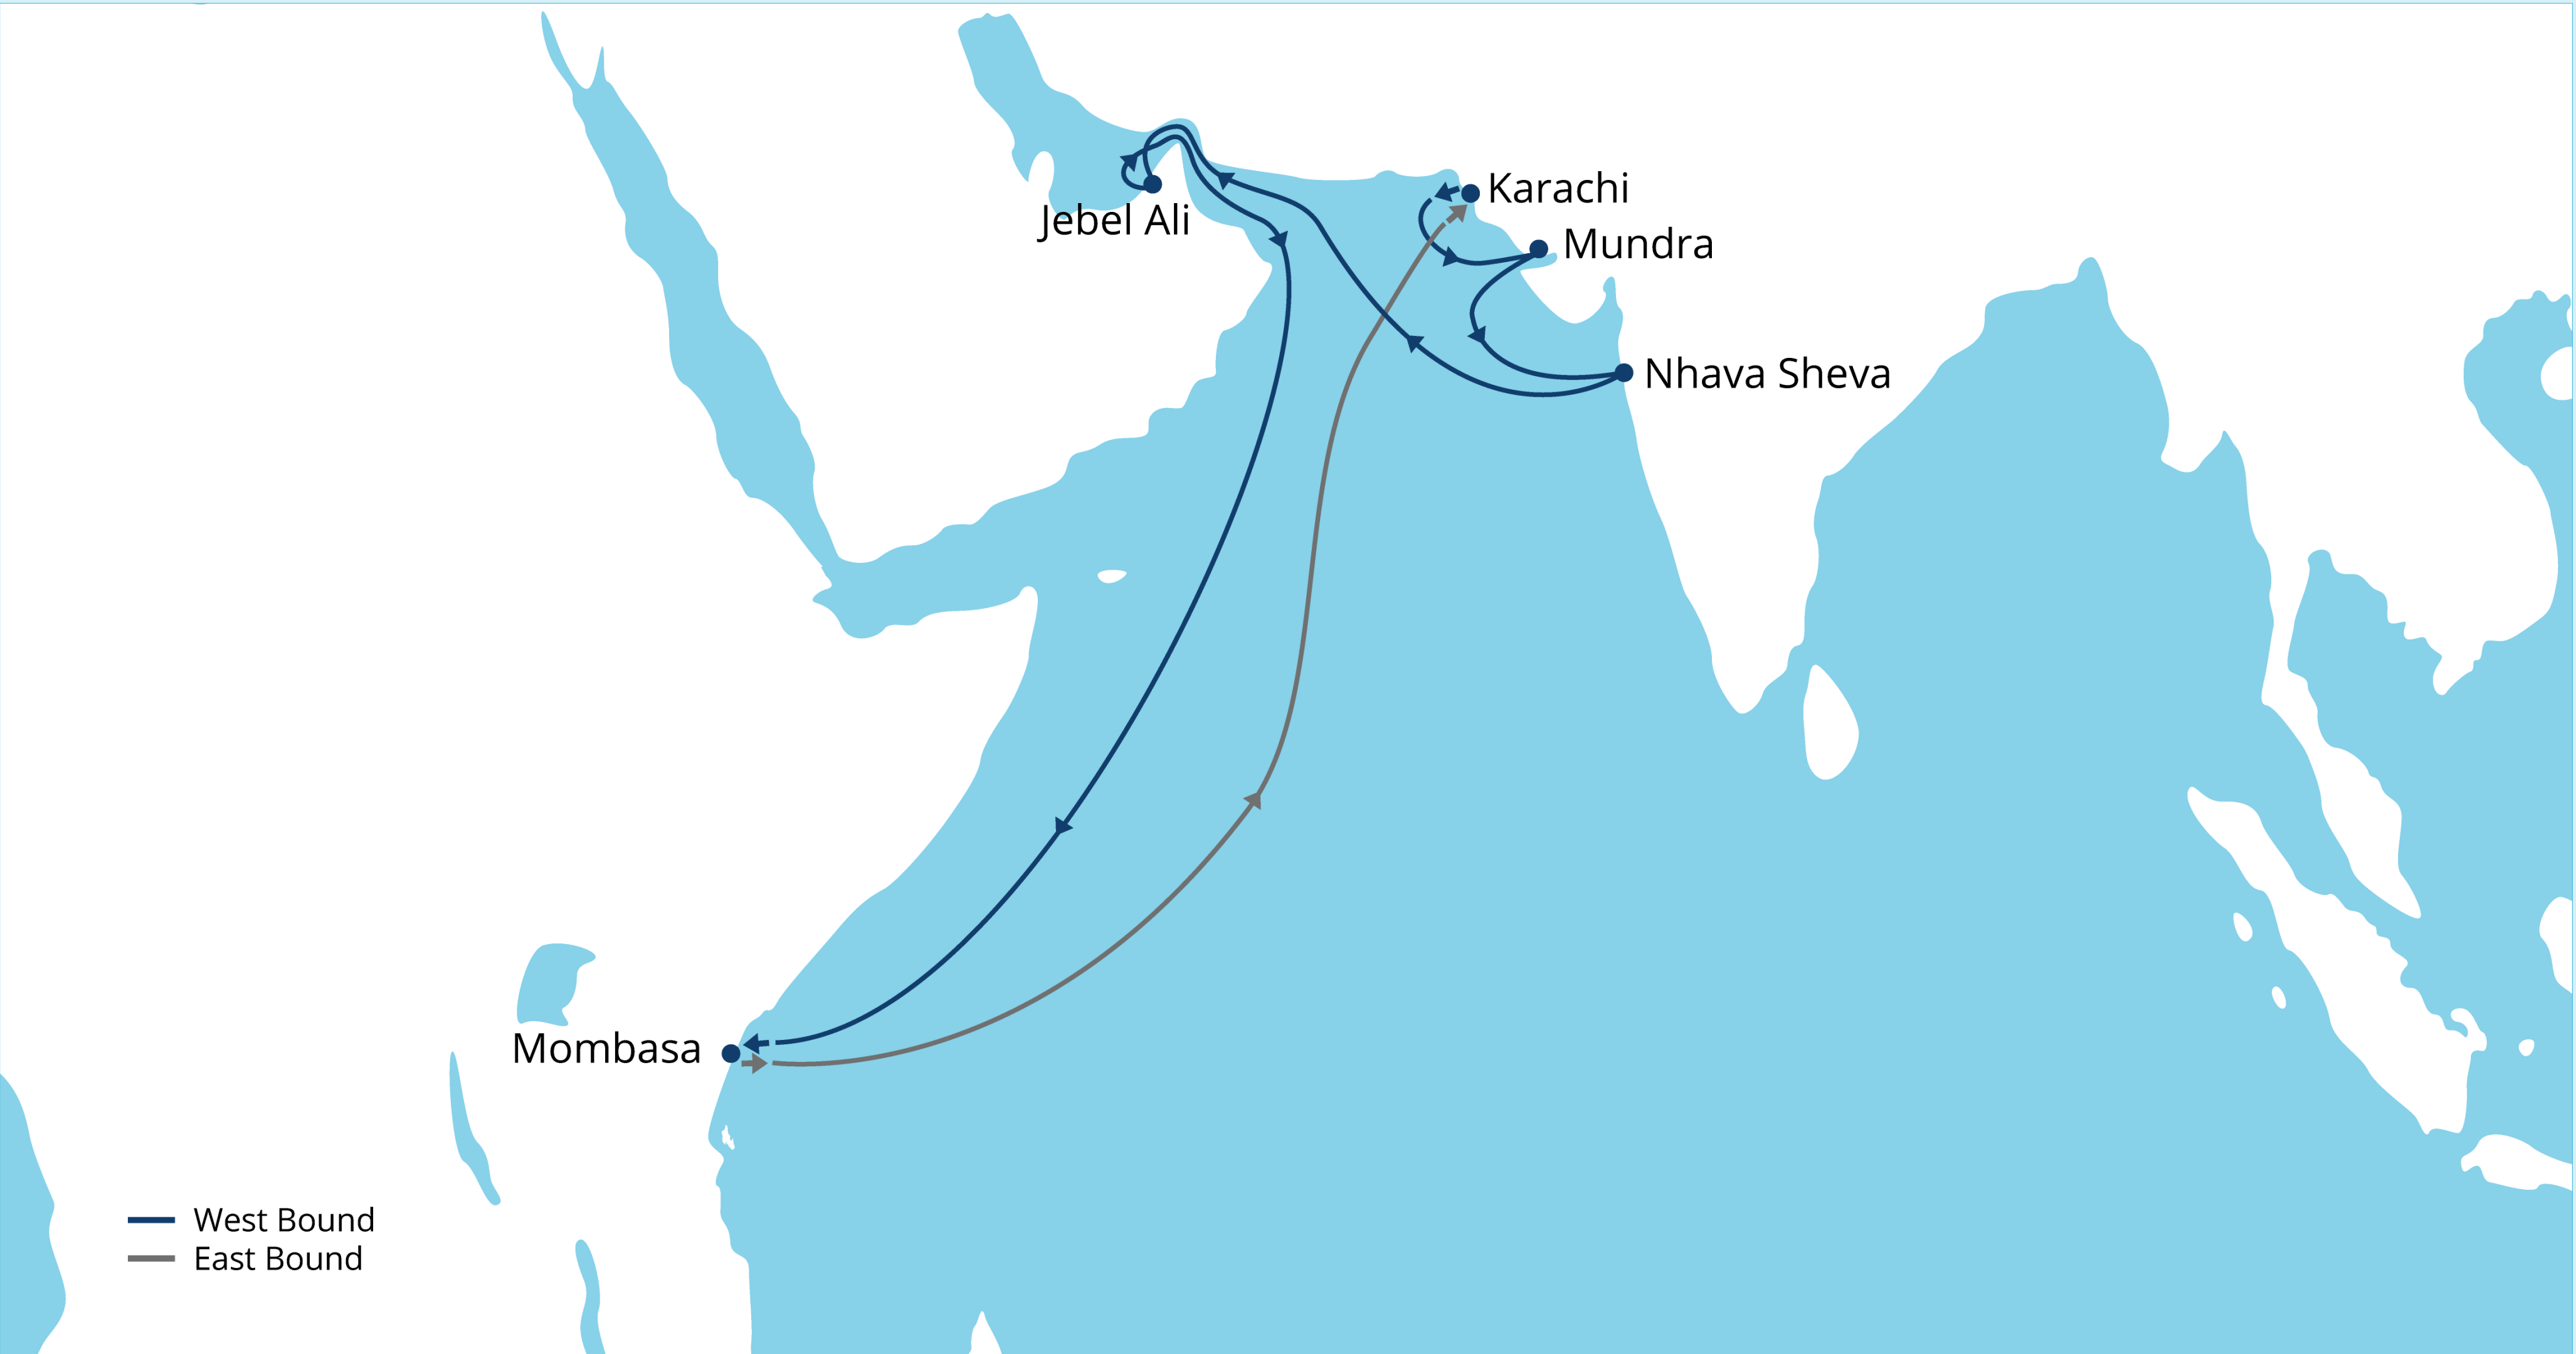 Karachi
Jebel Ali
Mundra
Nhava Sheva
Mombasa
West Bound
East Bound